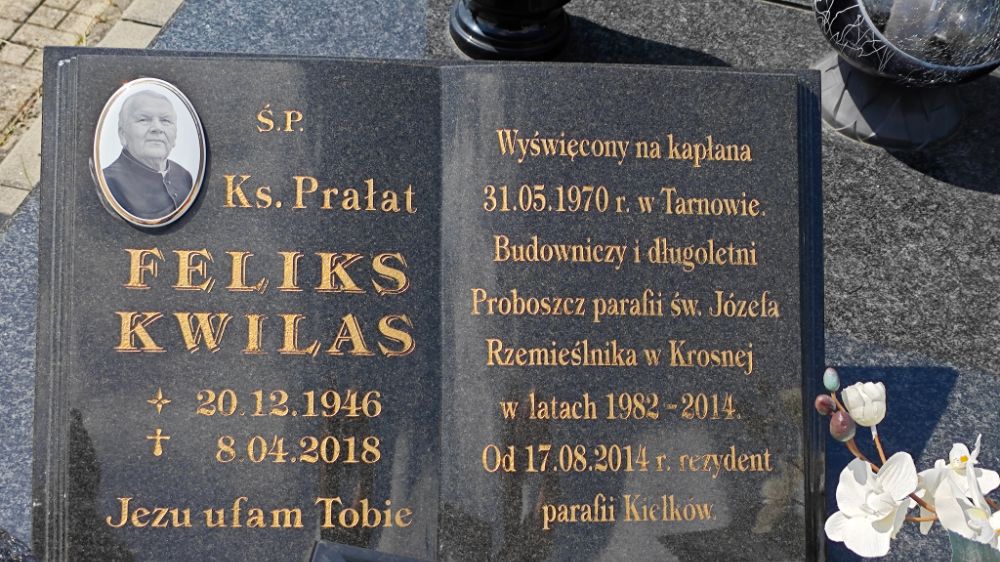 Ś.P.
Ks. Prałat
FELIKS
KWILAS
20.12.1946
8.04.2018
Jezu ufam Tobie
Wyświęcony na kapłana
31.05.1970 r. w Tarnowie.
Budowniczy i długoletni
Proboszcz parafii św. Józefa
Rzemieślnika w Krosnej
w latach 1982 - 2014.
Od 17.08.2014 r. rezydent
parafii Kiełków.